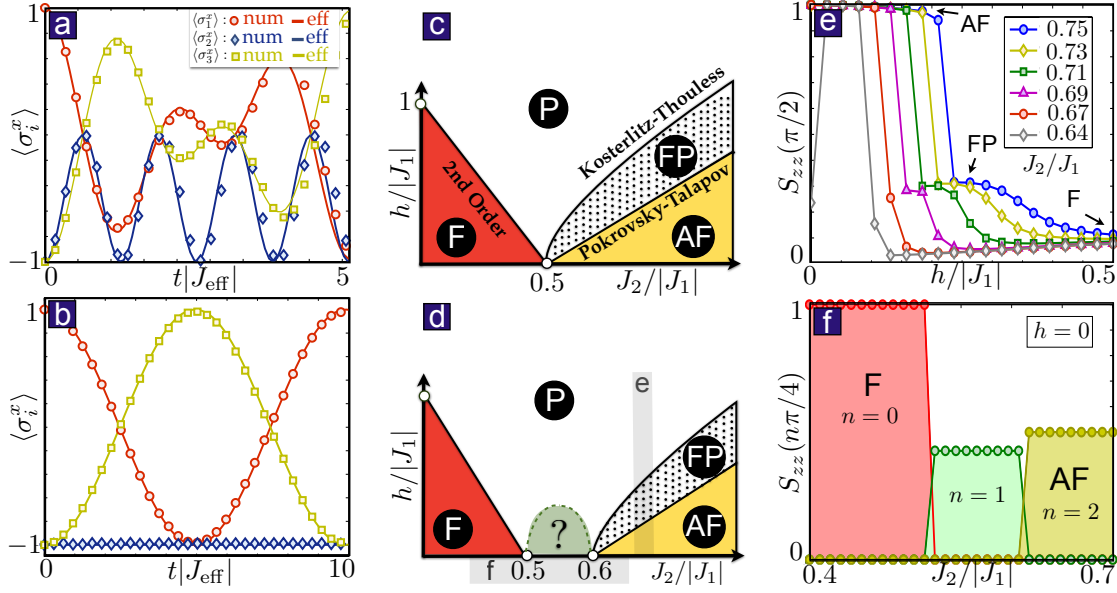 a
1
⟨σ₁ˣ⟩ : num eff
⟨σ₂ˣ⟩ : num eff
⟨σ₃ˣ⟩ : num eff
⟨σᵢˣ⟩
−1
0 t|J_eff| 5
b
1
⟨σᵢˣ⟩
−1
0 t|J_eff| 10
c
1
h/|J₁|
P
Kosterlitz-Thouless
2nd Order
FP
Pokrovsky-Talapov
F
AF
0.5 J₂/|J₁|
d
h/|J₁|
P
e
FP
F
?
AF
f 0.5 0.6 J₂/|J₁|
e
1
S_zz(π/2)
AF
0.75
0.73
0.71
0.69
0.67
0.64
J₂/J₁
FP
F
0
0 h/|J₁| 0.5
f
1
S_zz(nπ/4)
h = 0
F
n = 0
n = 1
AF
n = 2
0
0.4 J₂/|J₁| 0.7